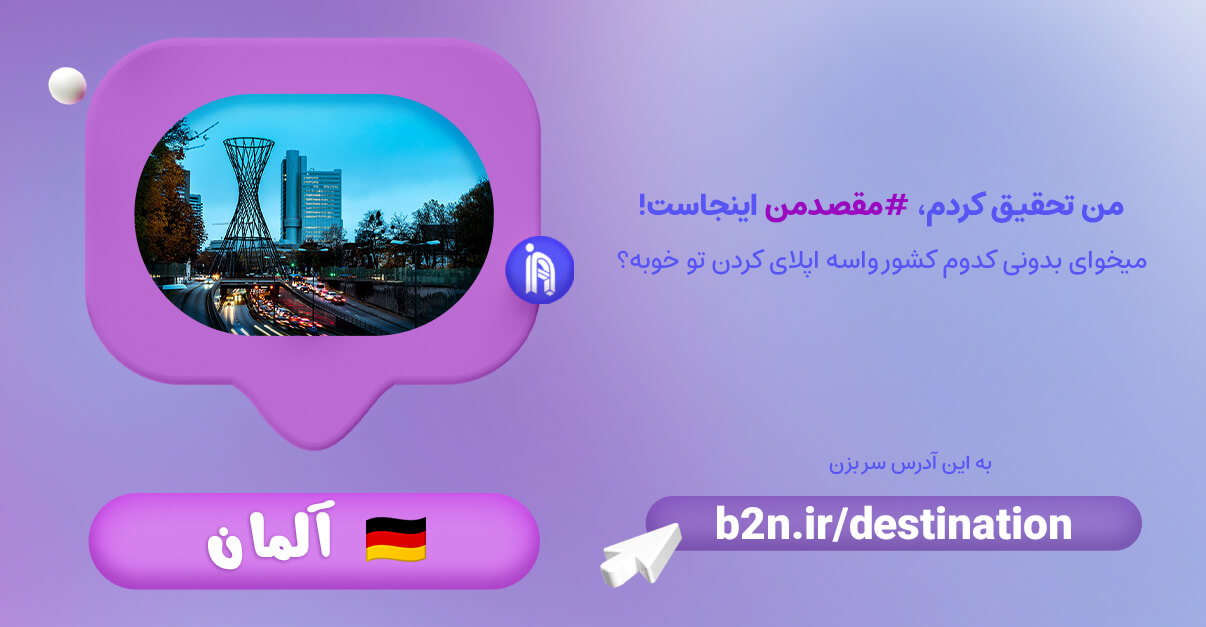 من تحقیق کردم، #مقصدمن اینجاست!
میخوای بدونی کدوم کشور واسه اپلای کردن تو خوبه؟
به این آدرس سر بزن
b2n.ir/destination
آلمان